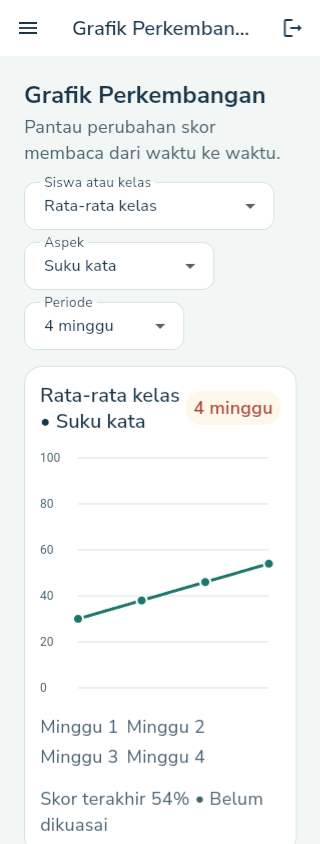 Grafik Perkemban...
Grafik Perkembangan
Pantau perubahan skor
membaca dari waktu ke waktu.
Siswa atau kelas
Rata-rata kelas
Aspek
Suku kata
Periode
4 minggu
Rata-rata kelas
• Suku kata
4 minggu
100
80
60
40
20
0
Minggu 1 Minggu 2
Minggu 3 Minggu 4
Skor terakhir 54% • Belum
dikuasai